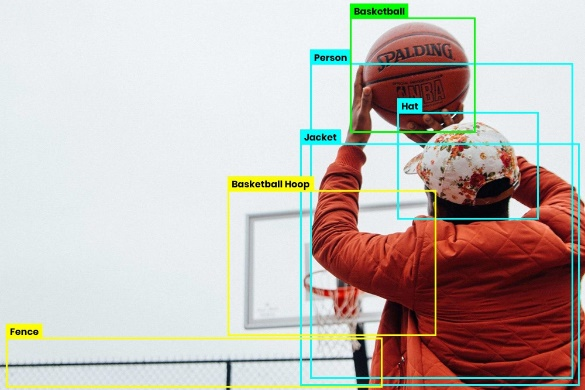 Basketball
SPALDING
Person
NBA
Hat
Jacket
Basketball Hoop
Fence